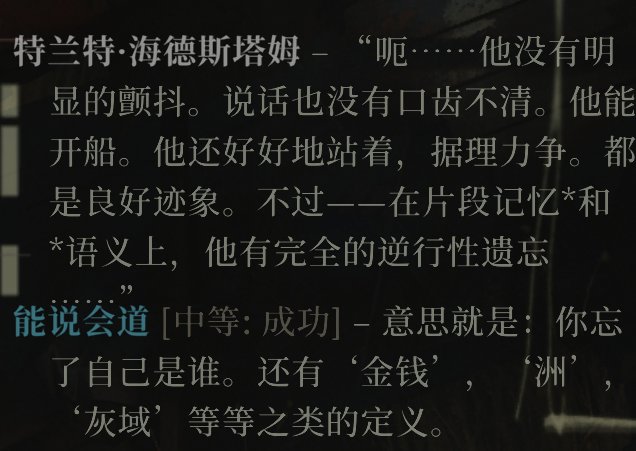 特兰特·海德斯塔姆 – “呃……他没有明
显的颤抖。说话也没有口齿不清。他能
开船。他还好好地站着，据理力争。都
是良好迹象。不过——在片段记忆*和
*语义上，他有完全的逆行性遗忘
……”
能说会道 [中等: 成功] – 意思就是：你忘
了自己是谁。还有‘金钱’，‘洲’，
‘灰域’等等之类的定义。